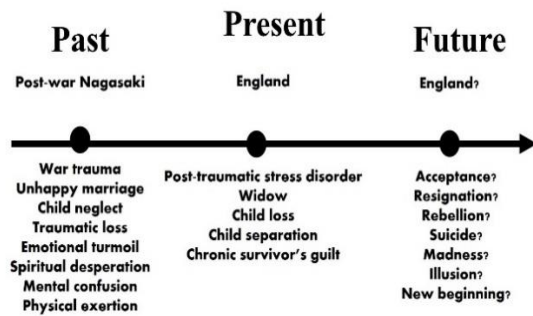 Past
Post-war Nagasaki
War trauma
Unhappy marriage
Child neglect
Traumatic loss
Emotional turmoil
Spiritual desperation
Mental confusion
Physical exertion
Present
England
Post-traumatic stress disorder
Widow
Child loss
Child separation
Chronic survivor's guilt
Future
England?
Acceptance?
Resignation?
Rebellion?
Suicide?
Madness?
Illusion?
New beginning?